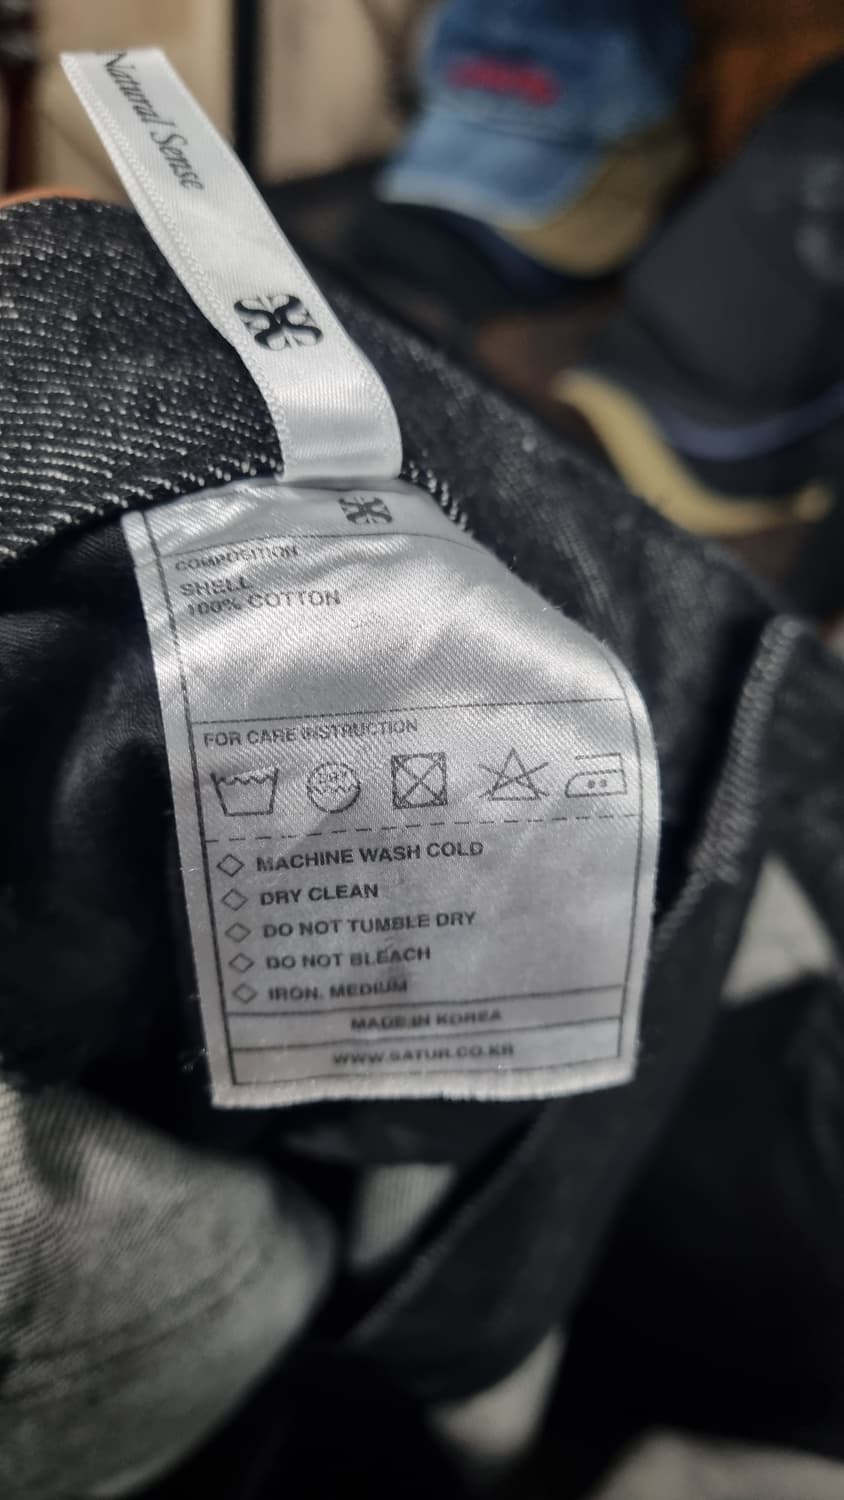 Natural Sense
COMPOSITION
SHELL
100% COTTON
FOR CARE INSTRUCTION
DRY
MACHINE WASH COLD
DRY CLEAN
DO NOT TUMBLE DRY
DO NOT BLEACH
IRON. MEDIUM
MADE IN KOREA
WWW.SATUR.CO.KR